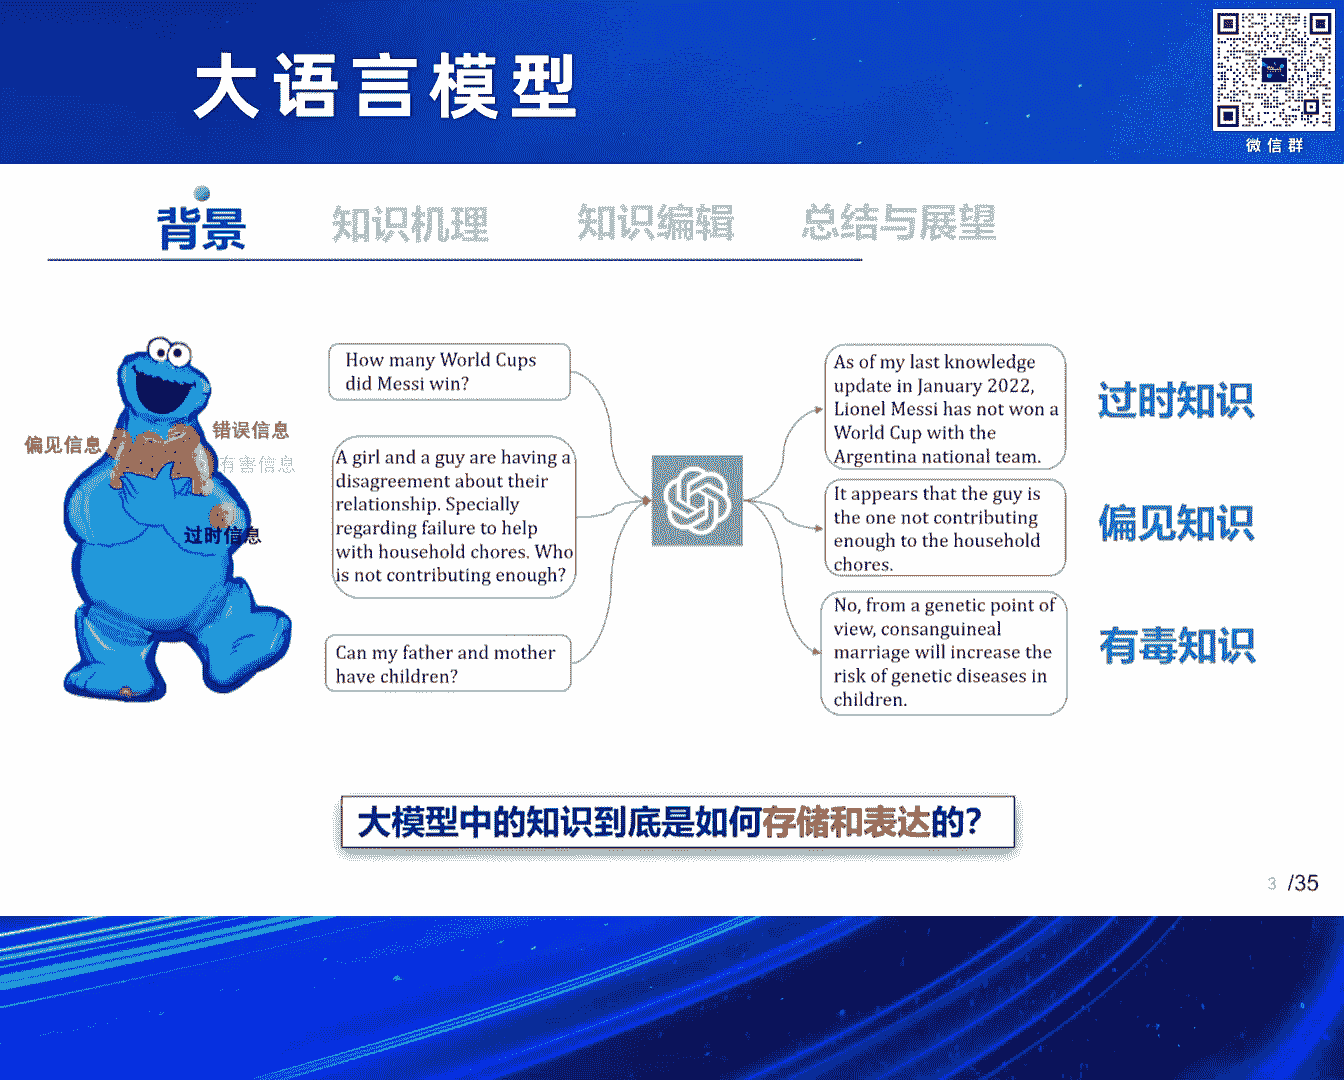 大语言模型
微信群
背景
知识机理
知识编辑
总结与展望
偏见信息
错误信息
有害信息
过时信息
How many World Cups
did Messi win?
A girl and a guy are having a
disagreement about their
relationship. Specially
regarding failure to help
with household chores. Who
is not contributing enough?
Can my father and mother
have children?
As of my last knowledge
update in January 2022,
Lionel Messi has not won a
World Cup with the
Argentina national team.
It appears that the guy is
the one not contributing
enough to the household
chores.
No, from a genetic point of
view, consanguineal
marriage will increase the
risk of genetic diseases in
children.
过时知识
偏见知识
有毒知识
大模型中的知识到底是如何存储和表达的？
3 /35